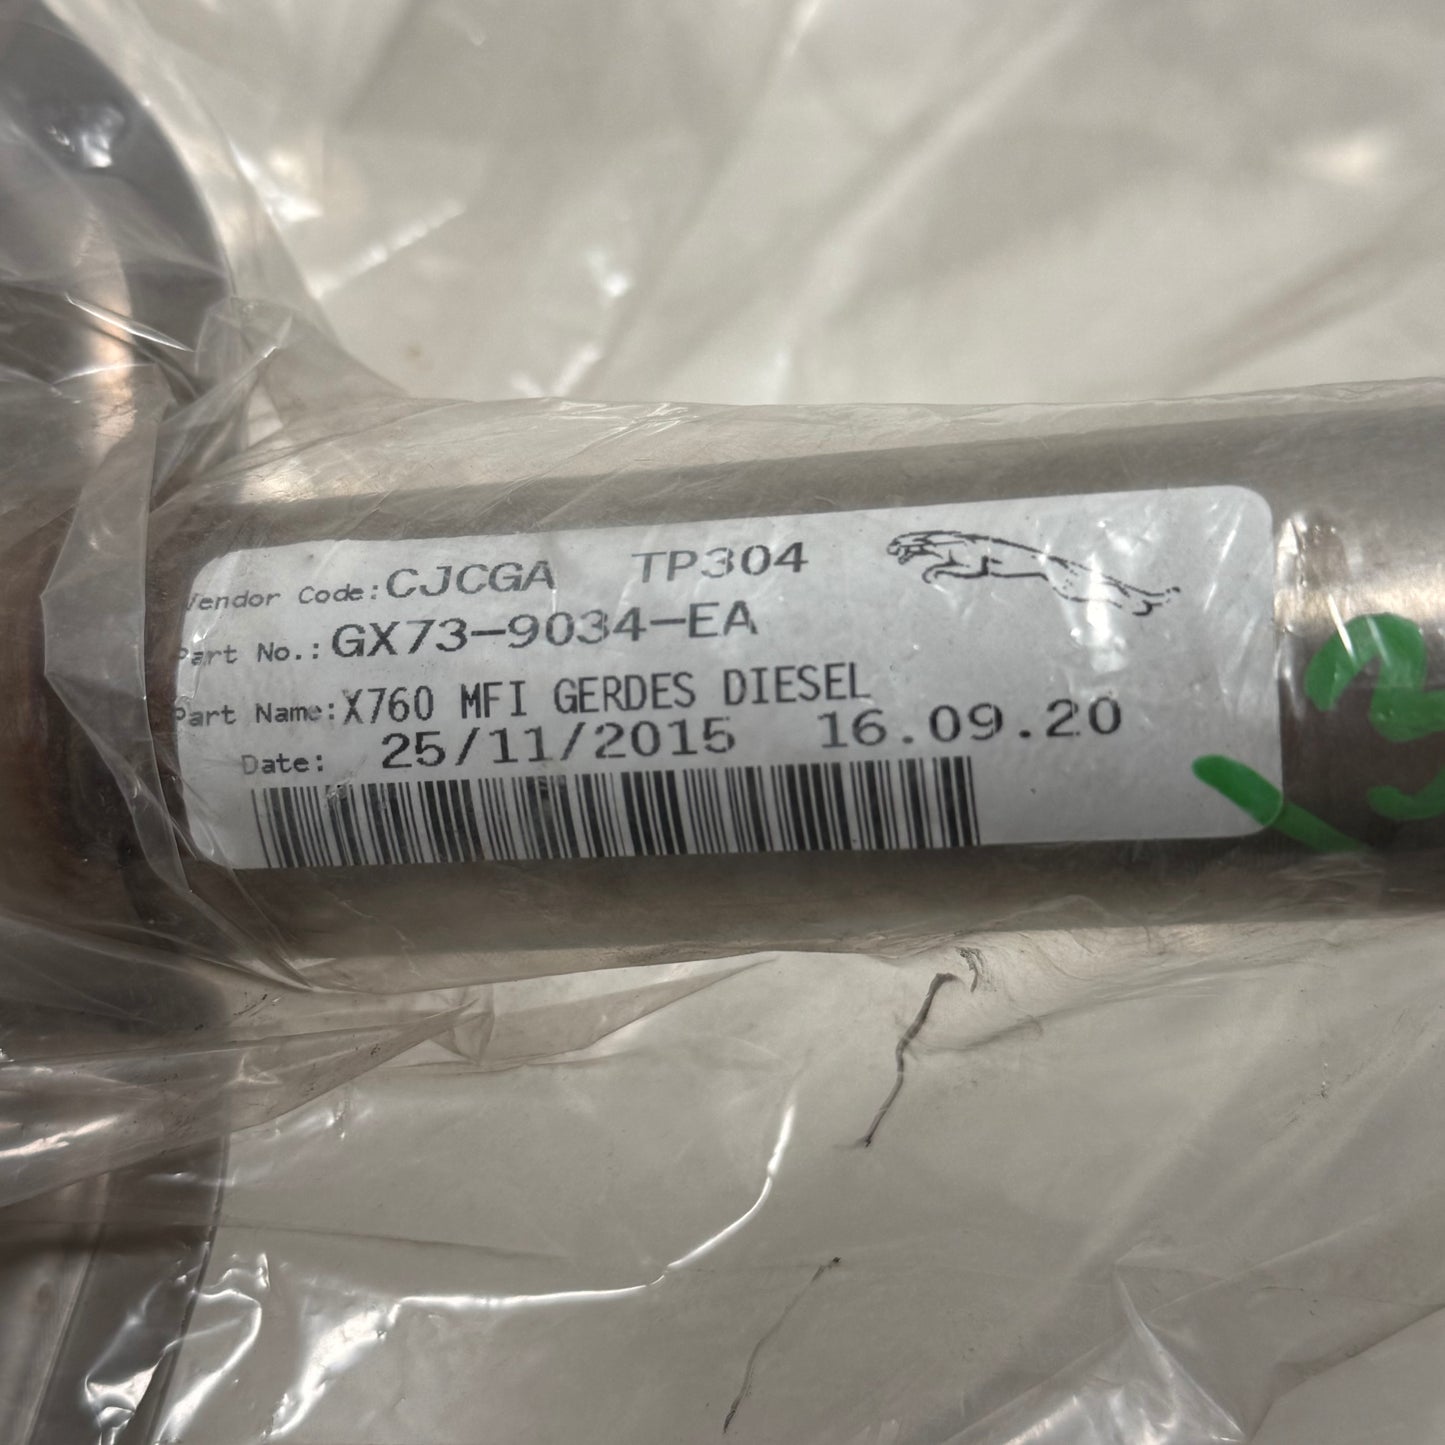 Vendor Code:CJCGA TP304
Part No.:GX73-9034-EA
Part Name:X760 MFI GERDES DIESEL
Date: 25/11/2015 16.09.20